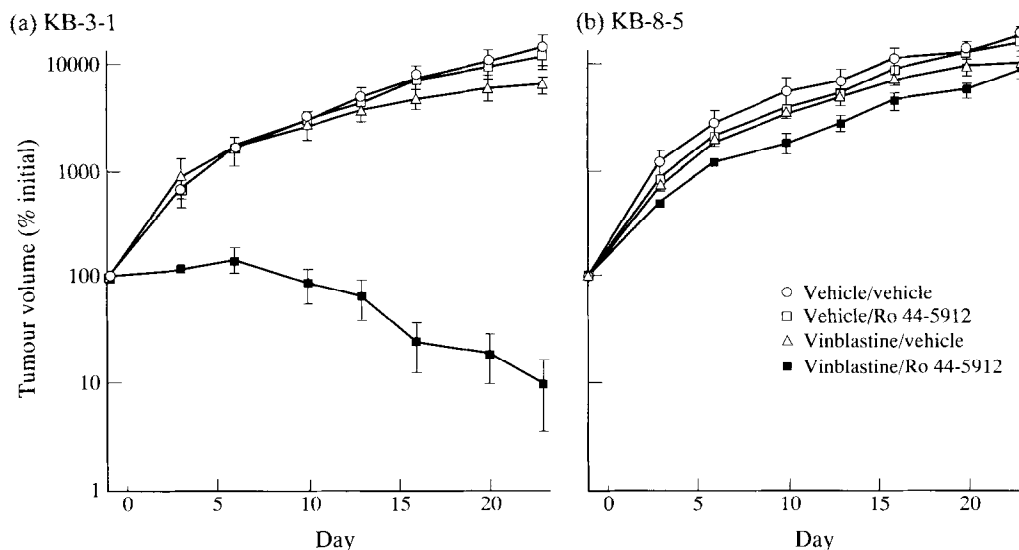 (a) KB-3-1
(b) KB-8-5
Tumour volume (% initial)
10000
1000
100
10
1
0
5
10
15
20
Day
Vehicle/vehicle
Vehicle/Ro 44-5912
Vinblastine/vehicle
Vinblastine/Ro 44-5912
0
5
10
15
20
Day